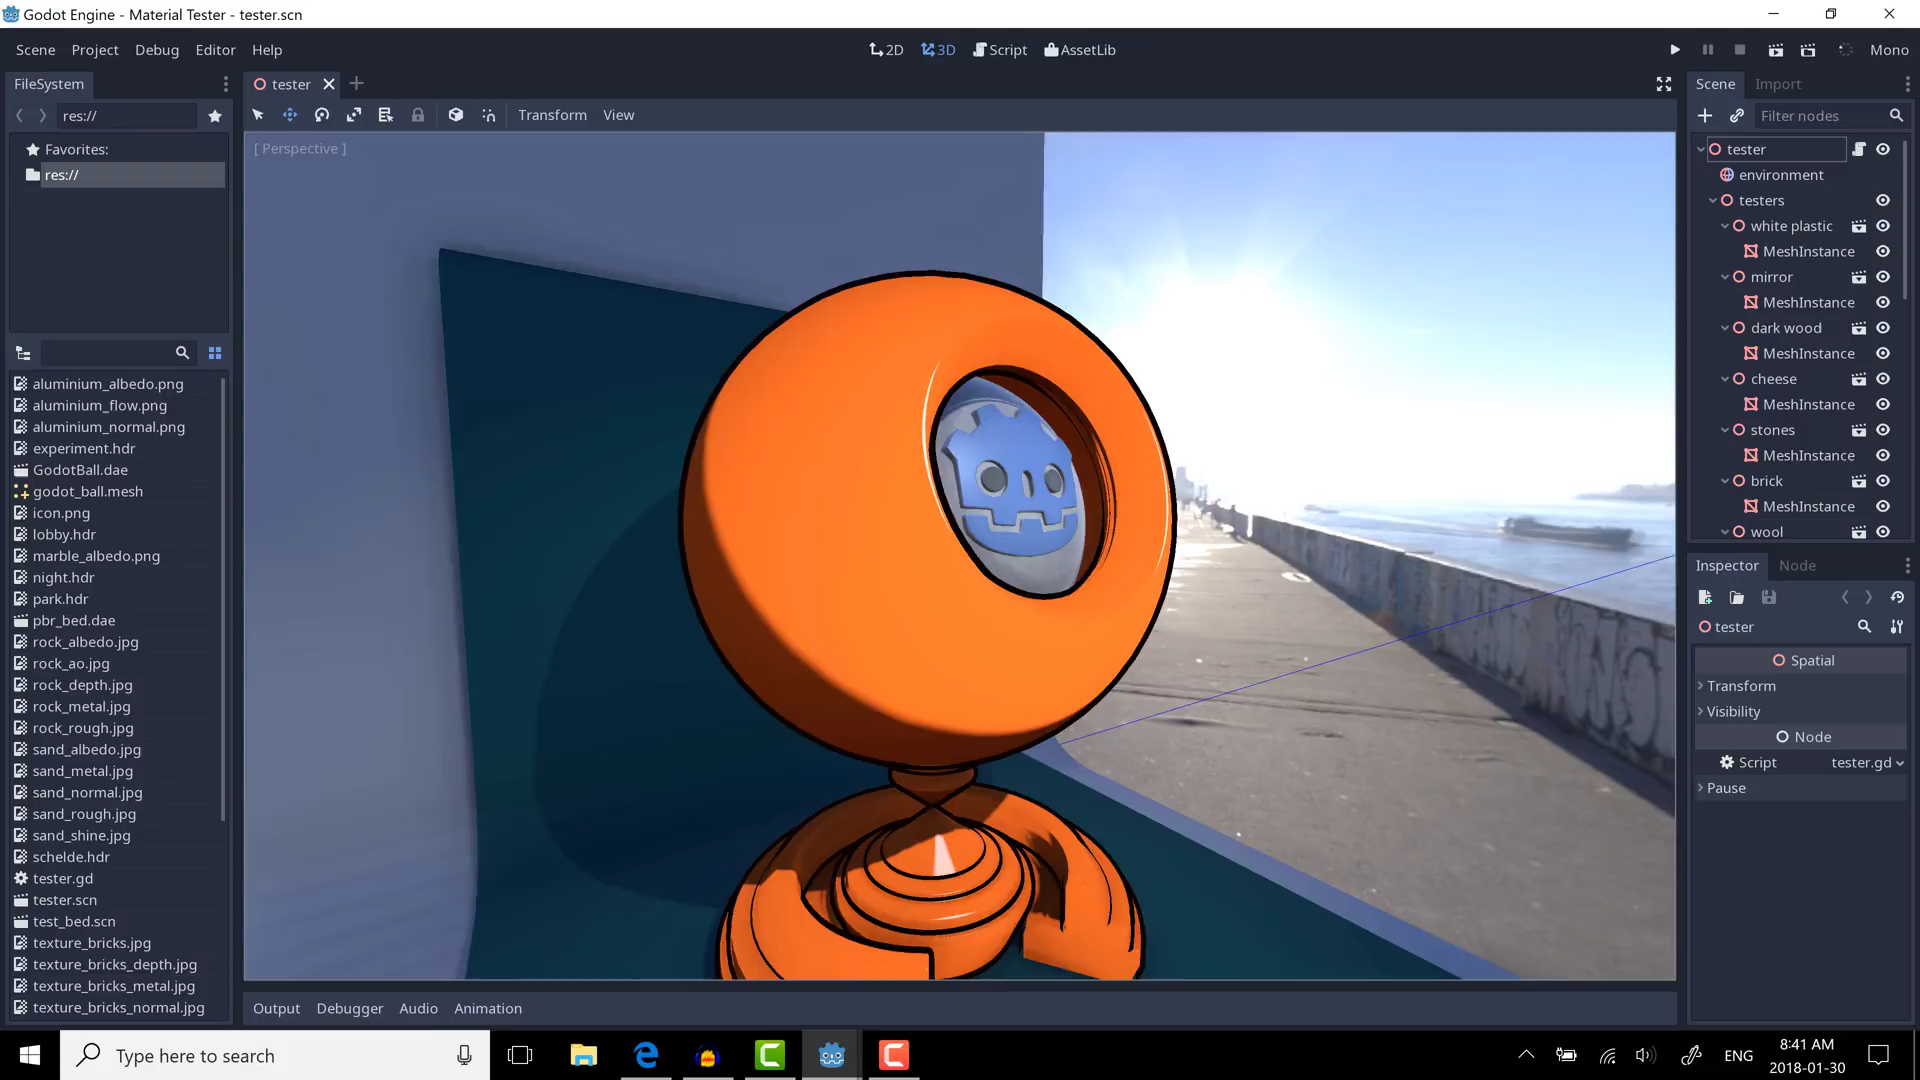 Godot Engine - Material Tester - tester.scn
Scene Project Debug Editor Help
2D 3D Script AssetLib
Mono
FileSystem
tester
Scene Import
res://
Transform View
Filter nodes
Favorites:
res://
[ Perspective ]
tester
environment
testers
white plastic
MeshInstance
mirror
MeshInstance
dark wood
MeshInstance
cheese
MeshInstance
stones
MeshInstance
brick
MeshInstance
wool
aluminium_albedo.png
aluminium_flow.png
aluminium_normal.png
experiment.hdr
GodotBall.dae
godot_ball.mesh
icon.png
lobby.hdr
marble_albedo.png
night.hdr
park.hdr
pbr_bed.dae
rock_albedo.jpg
rock_ao.jpg
rock_depth.jpg
rock_metal.jpg
rock_rough.jpg
sand_albedo.jpg
sand_metal.jpg
sand_normal.jpg
sand_rough.jpg
sand_shine.jpg
schelde.hdr
tester.gd
tester.scn
test_bed.scn
texture_bricks.jpg
texture_bricks_depth.jpg
texture_bricks_metal.jpg
texture_bricks_normal.jpg
Inspector Node
tester
Spatial
Transform
Visibility
Node
Script tester.gd
Pause
Output Debugger Audio Animation
Type here to search
ENG
8:41 AM
2018-01-30